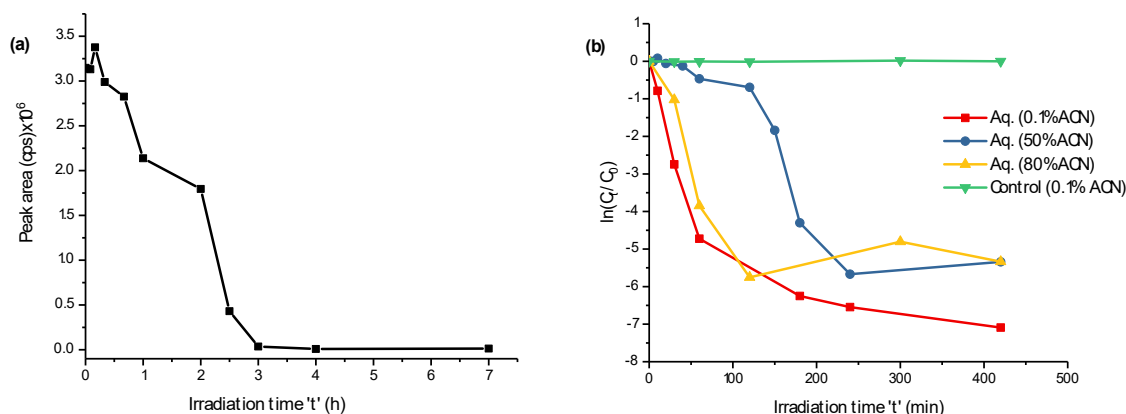 (a)
3.5
3.0
2.5
2.0
1.5
1.0
0.5
0.0
Peak area (cps)x10⁶
0 1 2 3 4 5 6 7
Irradiation time 't' (h)
(b)
1
0
-1
-2
-3
-4
-5
-6
-7
-8
ln(Cₜ/ C₀)
Aq. (0.1%ACN)
Aq. (50%ACN)
Aq. (80%ACN)
Control (0.1% ACN)
0 100 200 300 400 500
Irradiation time 't' (min)